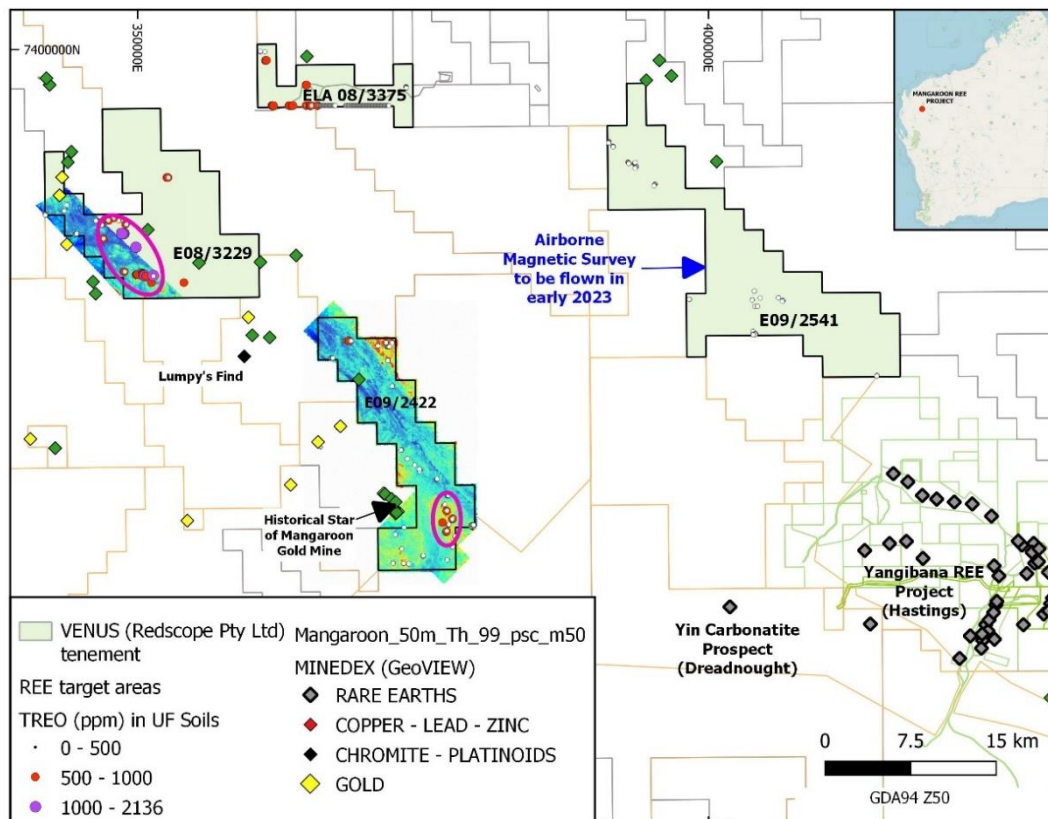 350000E
400000E
7400000N
MANGAROON REE
PROJECT
ELA 08/3375
E08/3229
Airborne
Magnetic Survey
to be flown in
early 2023
E09/2541
Lumpy's Find
E09/2422
Historical Star
of Mangaroon
Gold Mine
Yangibana REE
Project
(Hastings)
Yin Carbonatite
Prospect
(Dreadnought)
VENUS (Redscope Pty Ltd)
tenement
REE target areas
TREO (ppm) in UF Soils
0 - 500
500 - 1000
1000 - 2136
Mangaroon_50m_Th_99_psc_m50
MINEDEX (GeoVIEW)
RARE EARTHS
COPPER - LEAD - ZINC
CHROMITE - PLATINOIDS
GOLD
0 7.5 15 km
GDA94 Z50